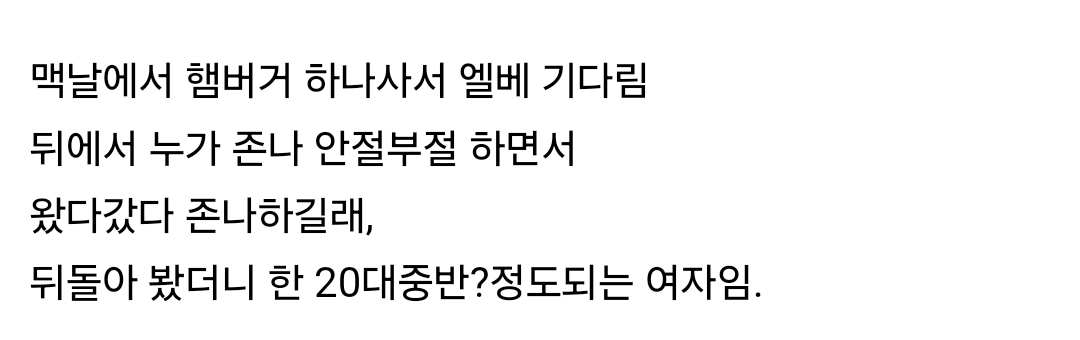 맥날에서 햄버거 하나사서 엘베 기다림
뒤에서 누가 존나 안절부절 하면서
왔다갔다 존나하길래,
뒤돌아 봤더니 한 20대중반?정도되는 여자임.